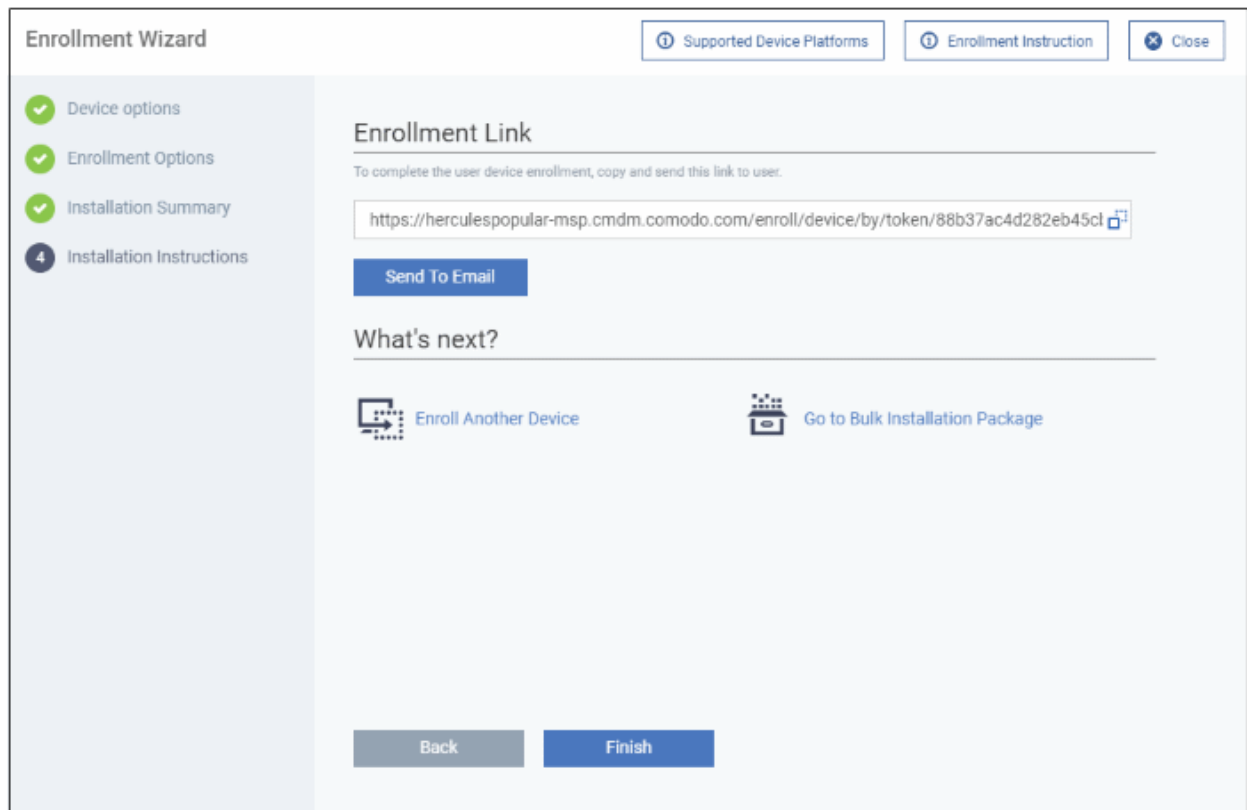 Enrollment Wizard
Supported Device Platforms
Enrollment Instruction
Close
Device options
Enrollment Options
Installation Summary
4 Installation Instructions
Enrollment Link
To complete the user device enrollment, copy and send this link to user.
https://herculespopular-msp.cmdm.comodo.com/enroll/device/by/token/88b37ac4d282eb45cl
Send To Email
What's next?
Enroll Another Device
Go to Bulk Installation Package
Back
Finish